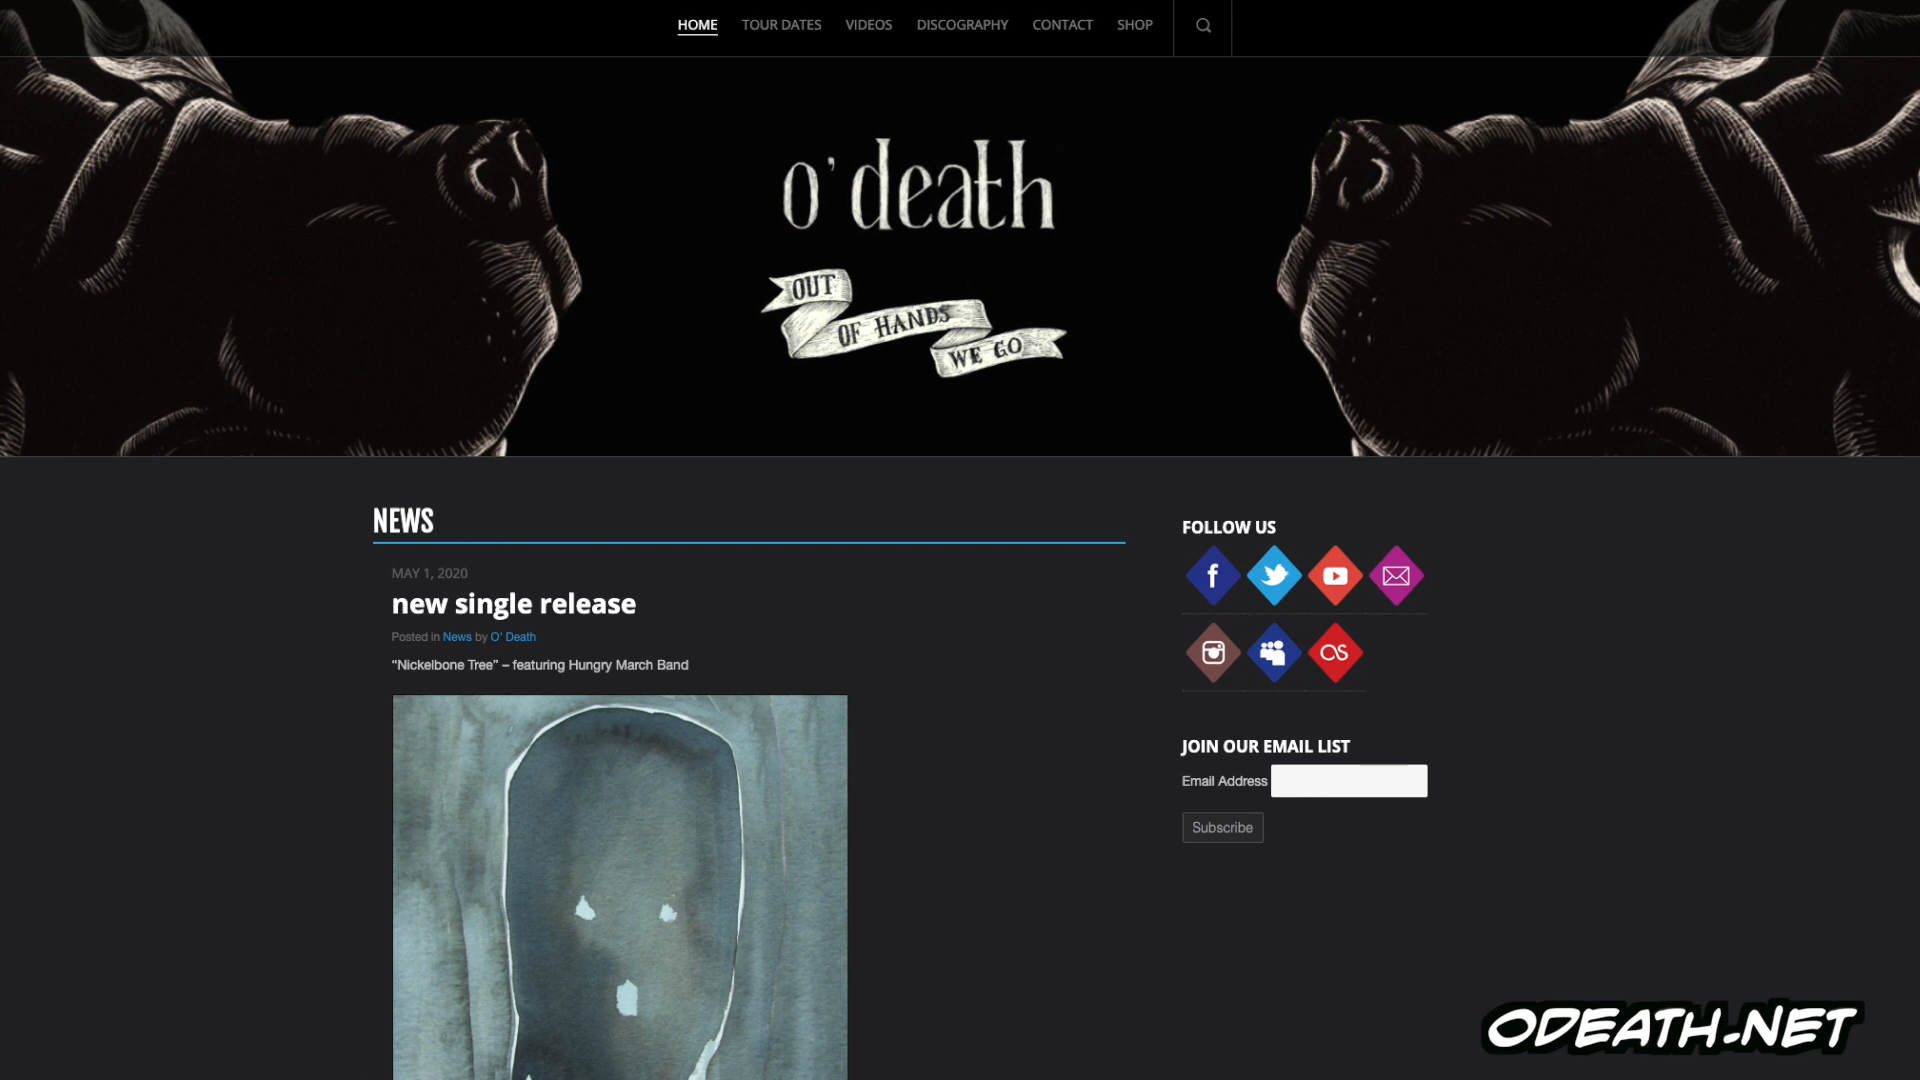 HOME TOUR DATES VIDEOS DISCOGRAPHY CONTACT SHOP
o' death
OUT
OF HANDS
WE GO
NEWS
MAY 1, 2020
new single release
Posted in News by O' Death
“Nickelbone Tree” – featuring Hungry March Band
FOLLOW US
JOIN OUR EMAIL LIST
Email Address
Subscribe
ODEATH.NET